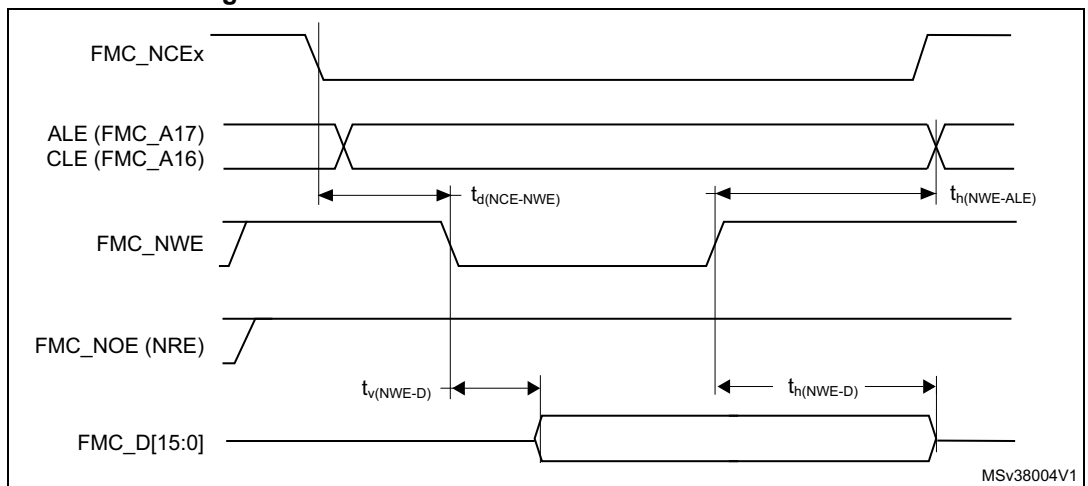 FMC_NCEx
ALE (FMC_A17)
CLE (FMC_A16)
td(NCE-NWE)
th(NWE-ALE)
FMC_NWE
FMC_NOE (NRE)
tv(NWE-D)
th(NWE-D)
FMC_D[15:0]
MSv38004V1